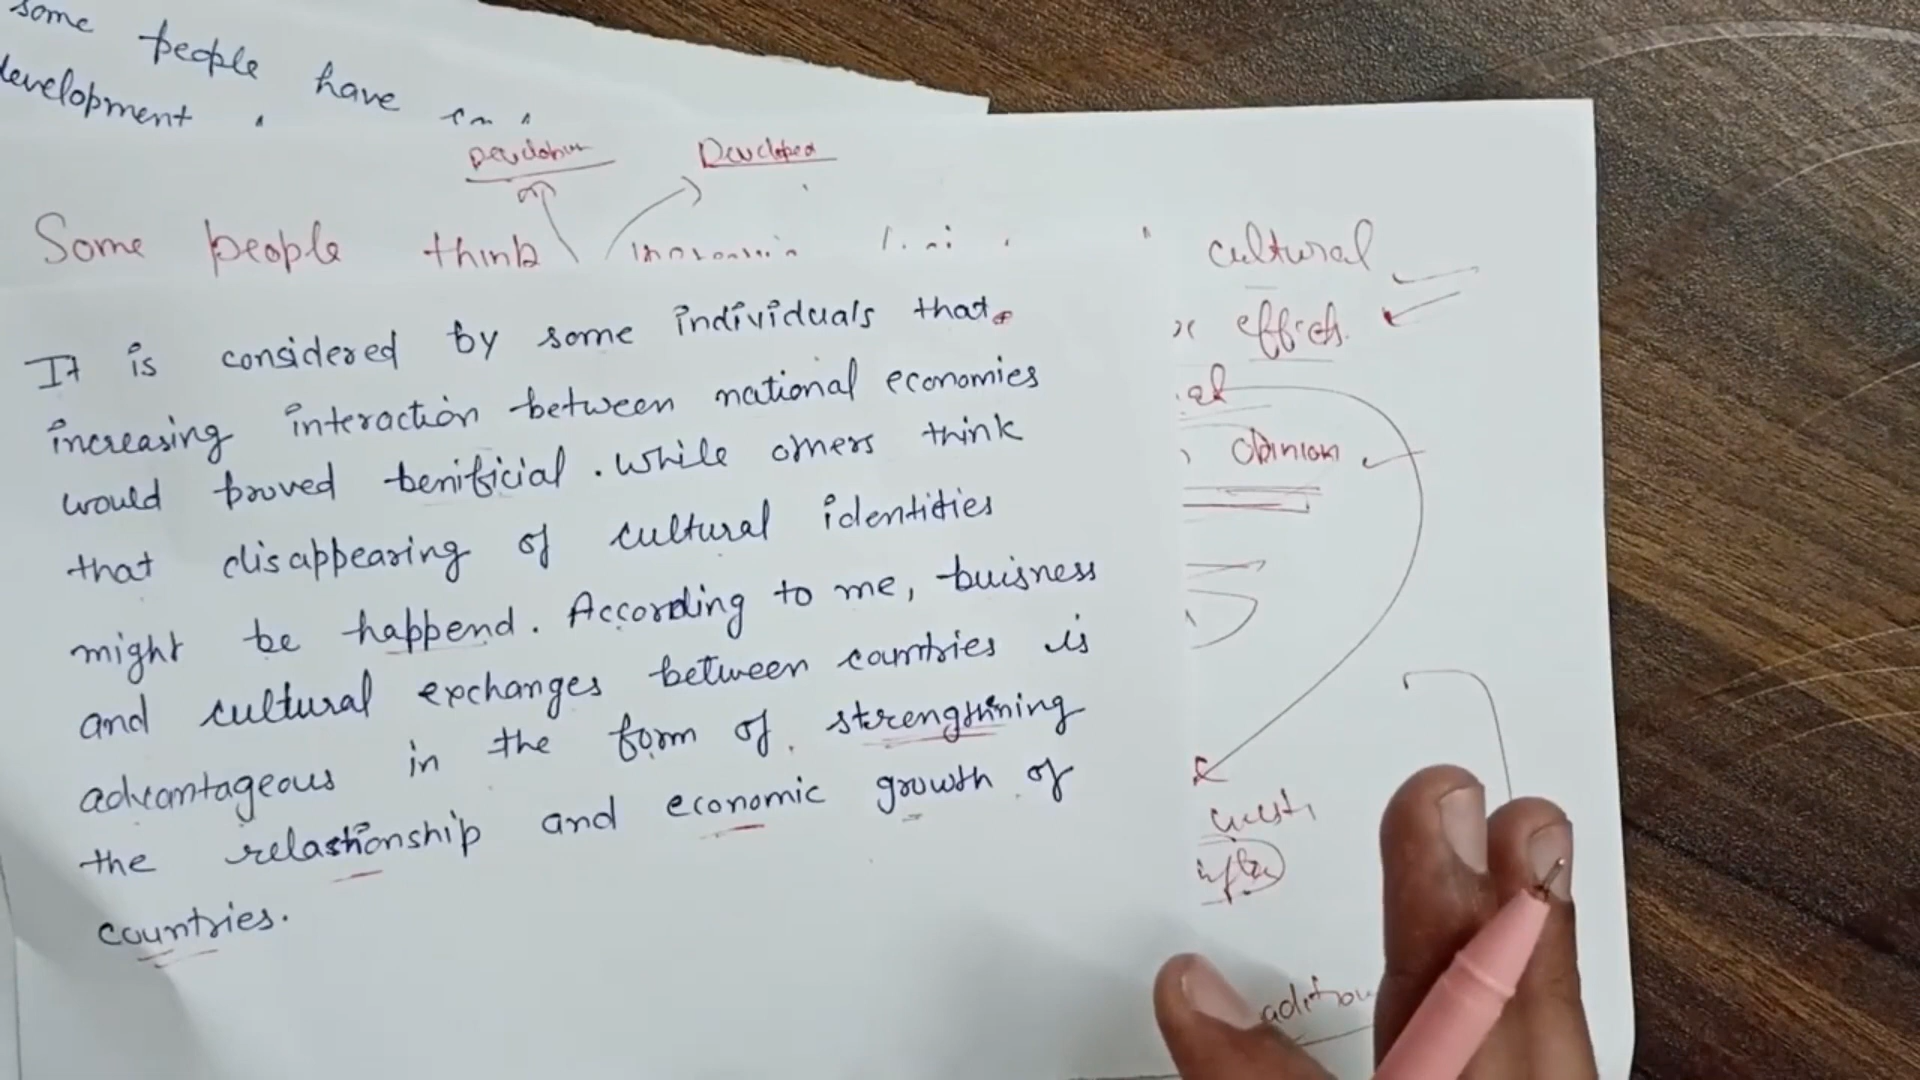 some people have
development
Developed
Some people think
cultural
effects.
opinion
It is considered by some individuals that
increasing interaction between national economies
would proved benificial. While others think
that disappearing of cultural identities
might be happend. According to me, buisness
and cultural exchanges between countries is
advantageous in the form of strengthining
the relationship and economic growth of
countries.